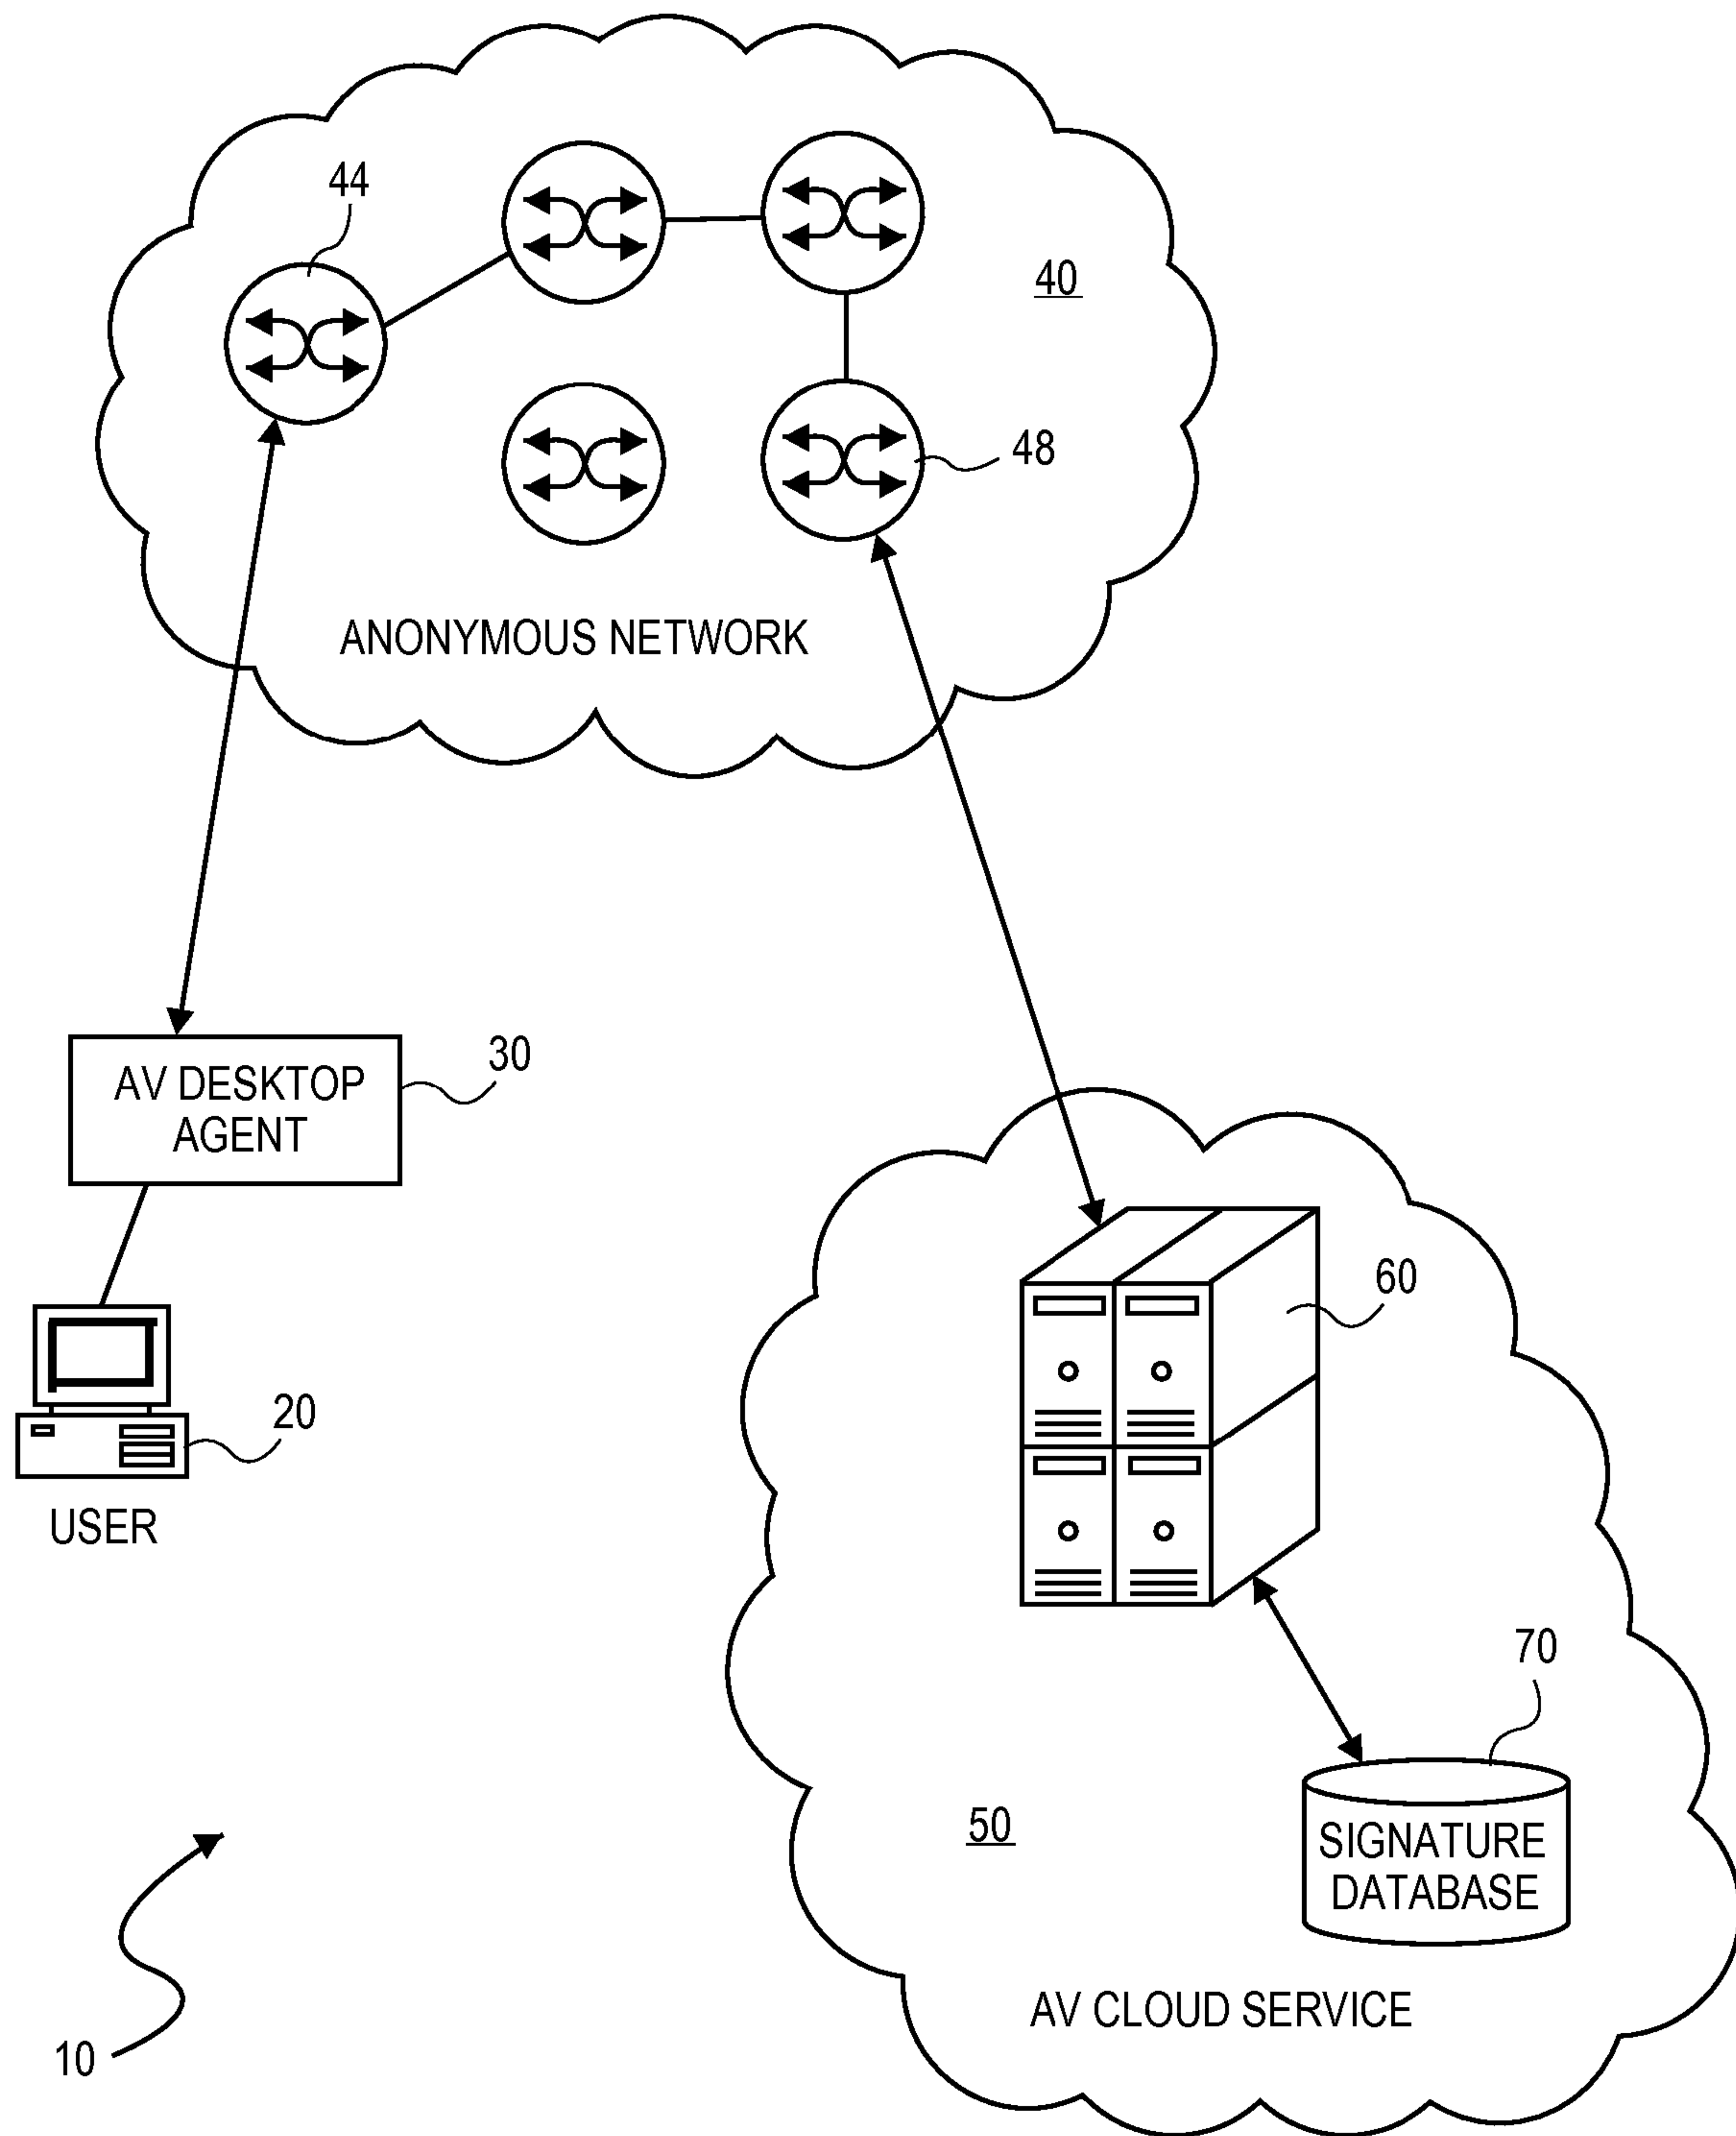 44
40
48
ANONYMOUS NETWORK
30
AV DESKTOP
AGENT
60
20
USER
70
50
SIGNATURE
DATABASE
AV CLOUD SERVICE
10